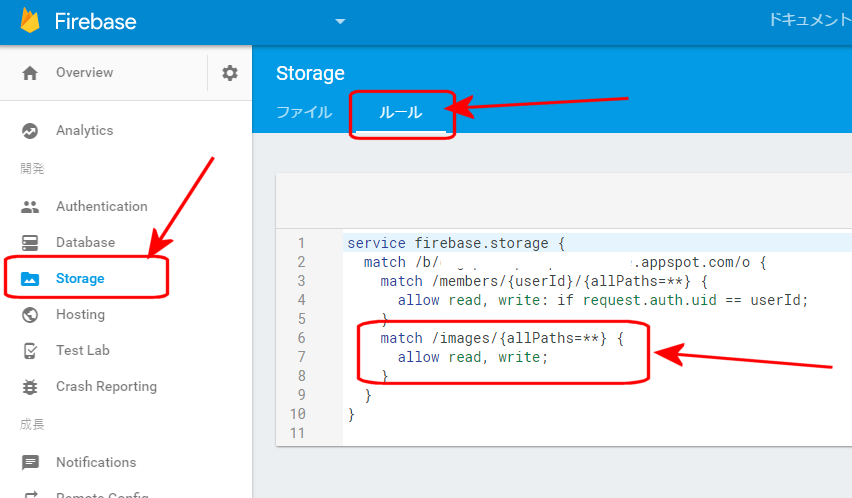 Firebase
ドキュメント
Overview
Storage
ファイル
ルール
Analytics
開発
Authentication
Database
Storage
Hosting
Test Lab
Crash Reporting
成長
Notifications
Remote Config
1 service firebase.storage {
2 match /b/ .appspot.com/o {
3 match /members/{userId}/{allPaths=**} {
4 allow read, write: if request.auth.uid == userId;
5 }
6 match /images/{allPaths=**} {
7 allow read, write;
8 }
9 }
10 }
11